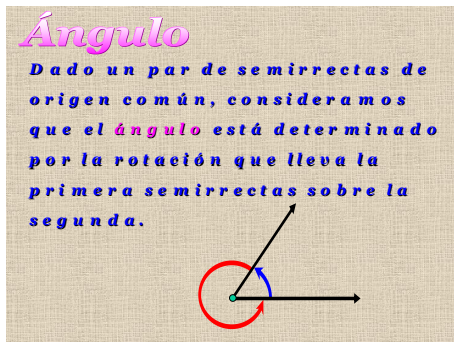 Ángulo
Dado un par de semirrectas de
origen común, consideramos
que el ángulo está determinado
por la rotación que lleva la
primera semirrectas sobre la
segunda.